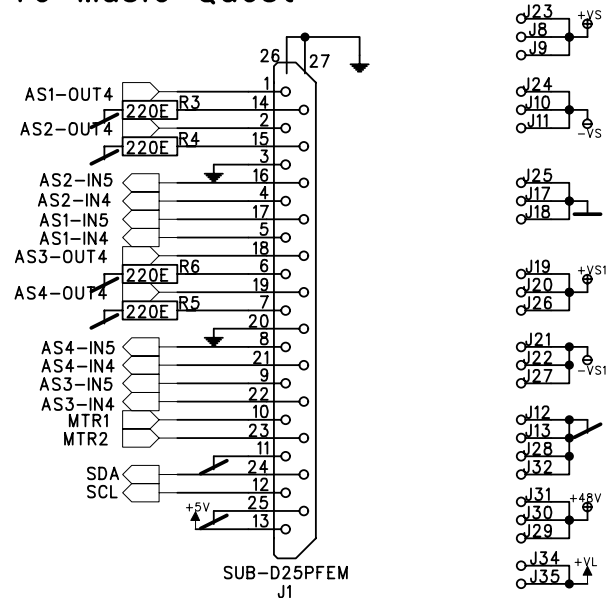 26
27
AS1-OUT4
1
220E
R3
14
AS2-OUT4
2
220E
R4
15
3
AS2-IN5
16
AS2-IN4
4
AS1-IN5
17
AS1-IN4
5
AS3-OUT4
18
220E
R6
6
AS4-OUT4
19
220E
R5
7
20
AS4-IN5
8
AS4-IN4
21
AS3-IN5
9
AS3-IN4
22
MTR1
10
MTR2
23
11
SDA
24
SCL
12
+5V
25
13
SUB-D25PFEM
J1
J23
+VS
J8
J9
J24
J10
J11
-VS
J25
J17
J18
J19
+VS1
J20
J26
J21
J22
J27
-VS1
J12
J13
J28
J32
J31
+48V
J30
J29
J34
+VL
J35